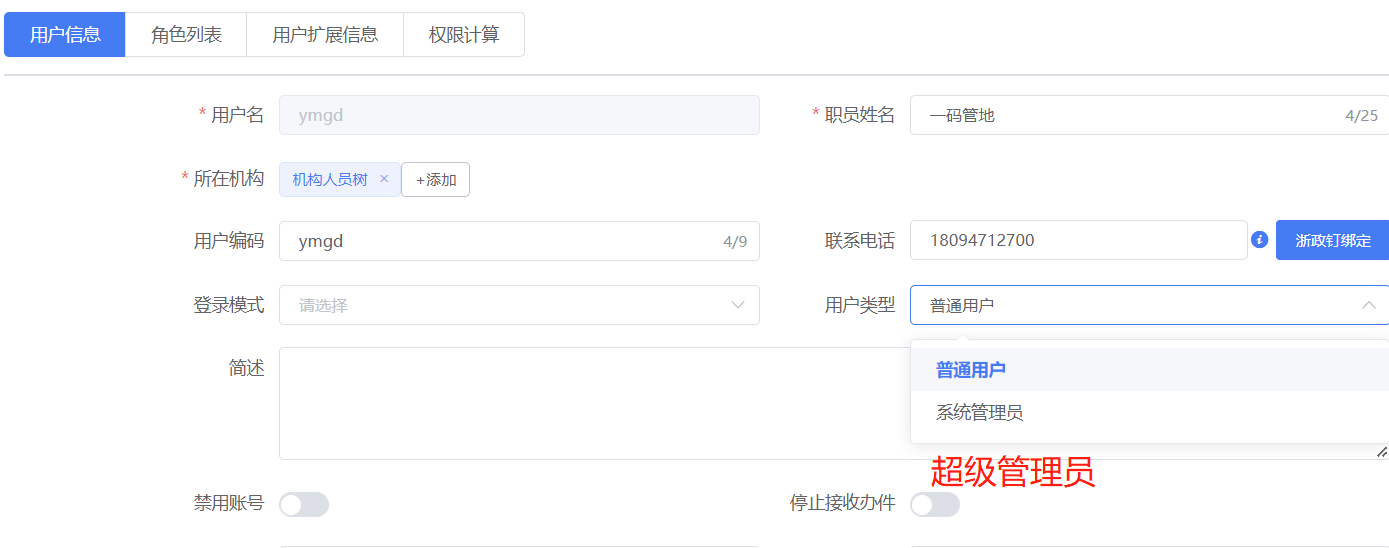 用户信息 角色列表 用户扩展信息 权限计算
* 用户名 ymgd * 职员姓名 一码管地 4/25
* 所在机构 机构人员树 × +添加
用户编码 ymgd 4/9 联系电话 18094712700 i 浙政钉绑定
登录模式 请选择 用户类型 普通用户
简述
普通用户
系统管理员
超级管理员
禁用账号 停止接收办件